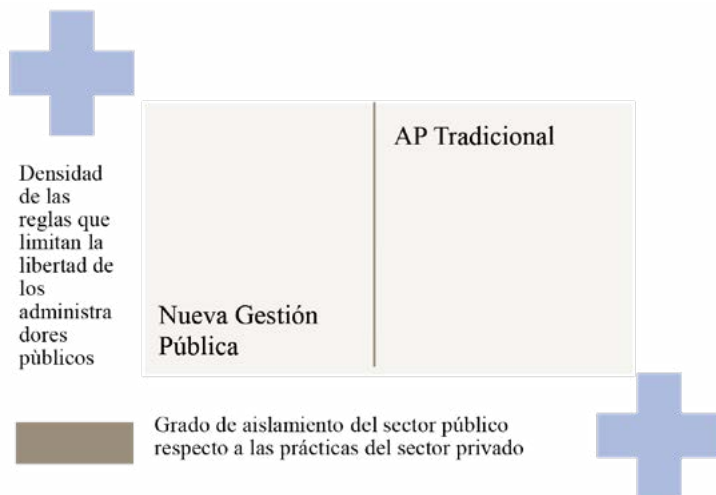 AP Tradicional
Densidad
de las
reglas que
limitan la
libertad de
los
administra
dores
pùblicos
Nueva Gestión
Pública
Grado de aislamiento del sector público
respecto a las prácticas del sector privado